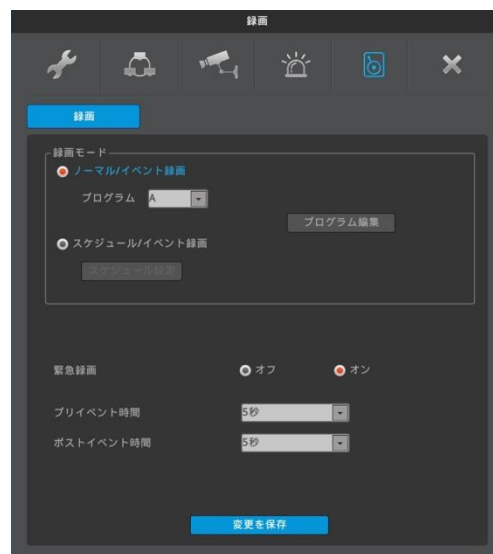 録画
録画
録画モード
ノーマル/イベント録画
プログラム A
プログラム編集
スケジュール/イベント録画
スケジュール設定
緊急録画 オフ オン
プリイベント時間 5秒
ポストイベント時間 5秒
変更を保存